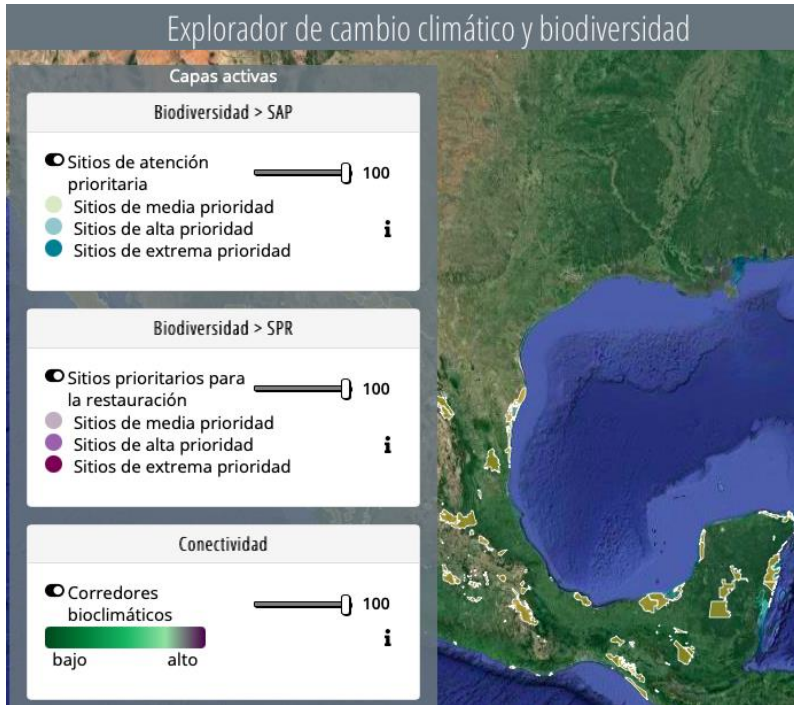 Explorador de cambio climático y biodiversidad
Capas activas
Biodiversidad > SAP
Sitios de atención
prioritaria
100
Sitios de media prioridad
Sitios de alta prioridad
i
Sitios de extrema prioridad
Biodiversidad > SPR
Sitios prioritarios para
la restauración
100
Sitios de media prioridad
Sitios de alta prioridad
i
Sitios de extrema prioridad
Conectividad
Corredores
bioclimáticos
100
i
bajo alto